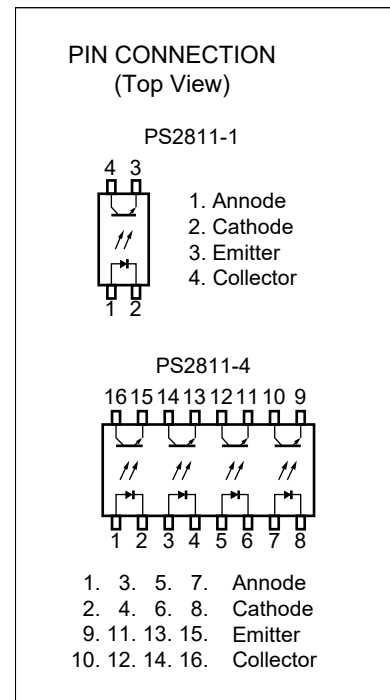 PIN CONNECTION
(Top View)
PS2811-1
4 3
1. Annode
2. Cathode
3. Emitter
4. Collector
1 2
PS2811-4
16 15 14 13 12 11 10 9
1 2 3 4 5 6 7 8
1. 3. 5. 7. Annode
2. 4. 6. 8. Cathode
9. 11. 13. 15. Emitter
10. 12. 14. 16. Collector